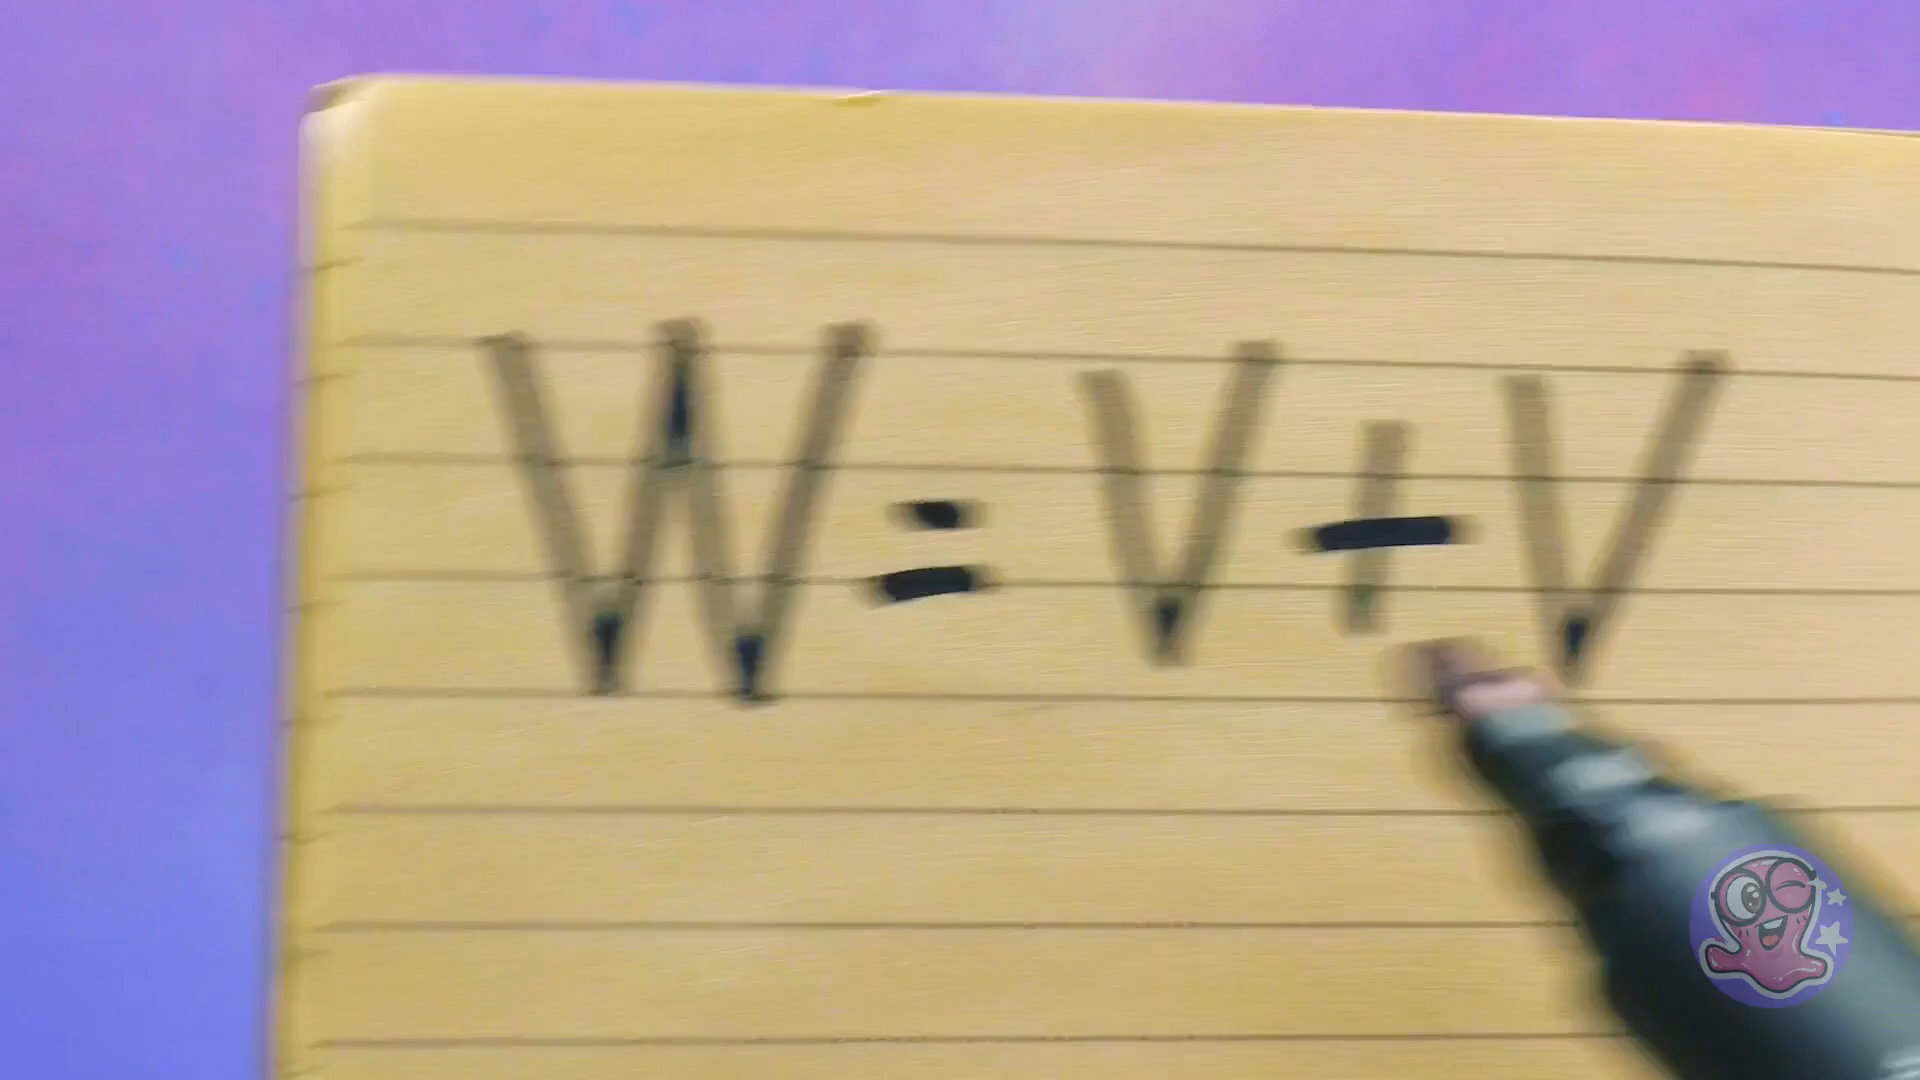 W = V + V